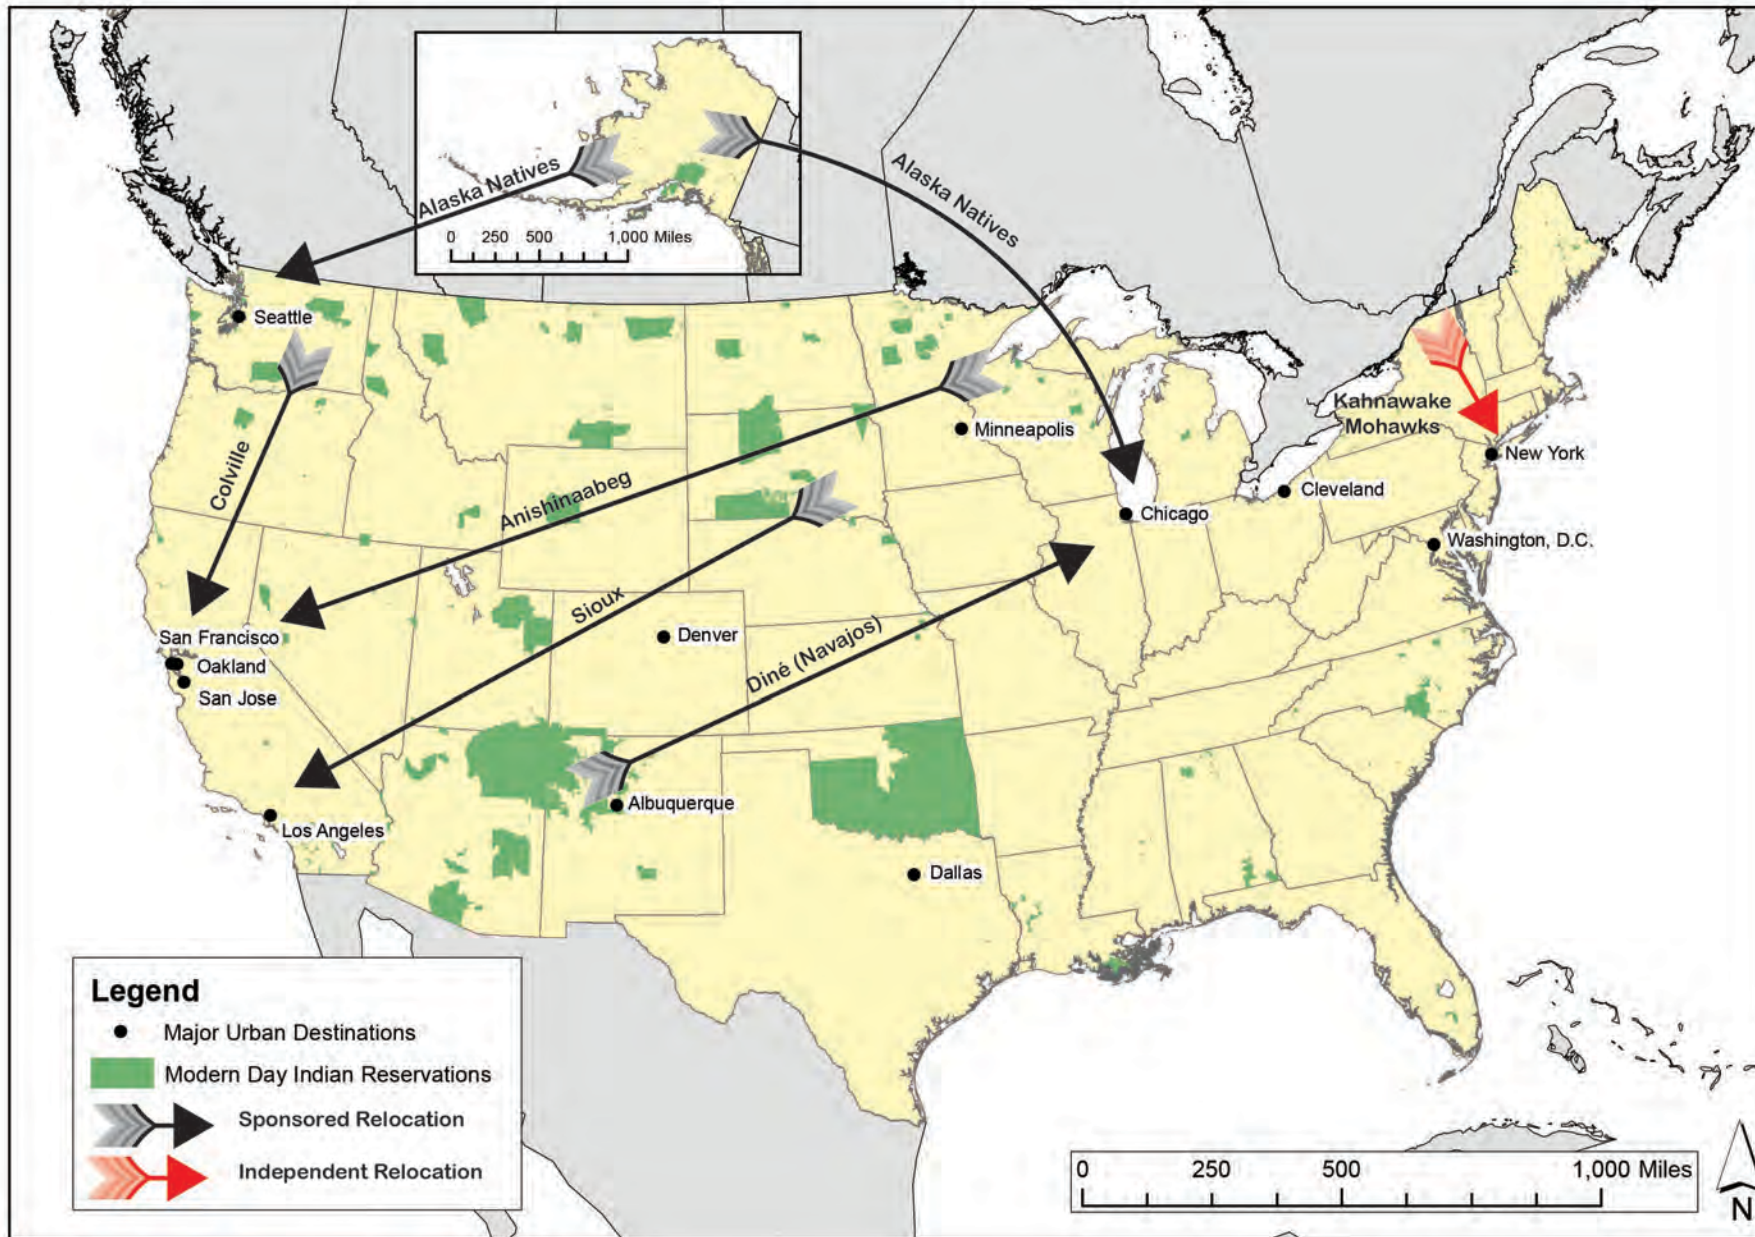 Alaska Natives
Alaska Natives
0 250 500 1,000 Miles
Seattle
Colville
Anishinaabeg
Minneapolis
Kahnawake
Mohawks
New York
Cleveland
Chicago
Washington, D.C.
Sioux
San Francisco
Oakland
San Jose
Denver
Diné (Navajos)
Los Angeles
Albuquerque
Dallas
Legend
Major Urban Destinations
Modern Day Indian Reservations
Sponsored Relocation
Independent Relocation
0 250 500 1,000 Miles
N